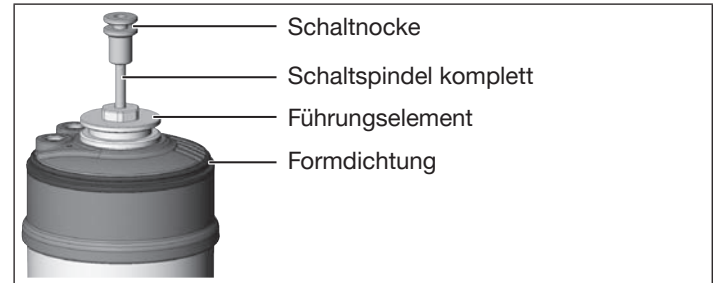 Schaltnocke
Schaltspindel komplett
Führungselement
Formdichtung